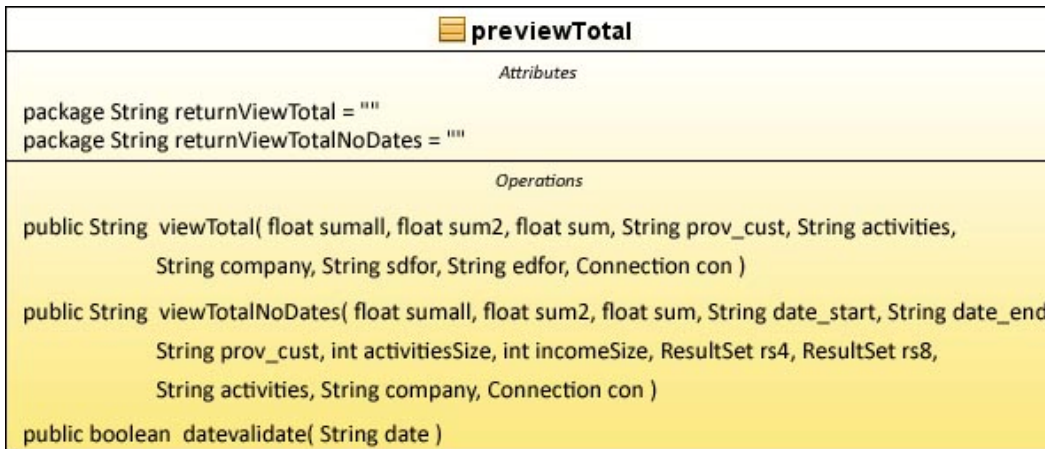 previewTotal
Attributes
package String returnViewTotal = ""
package String returnViewTotalNoDates = ""
Operations
public String viewTotal( float sumall, float sum2, float sum, String prov_cust, String activities,
String company, String sdfor, String edfor, Connection con )
public String viewTotalNoDates( float sumall, float sum2, float sum, String date_start, String date_end
String prov_cust, int activitiesSize, int incomeSize, ResultSet rs4, ResultSet rs8,
String activities, String company, Connection con )
public boolean datevalidate( String date )